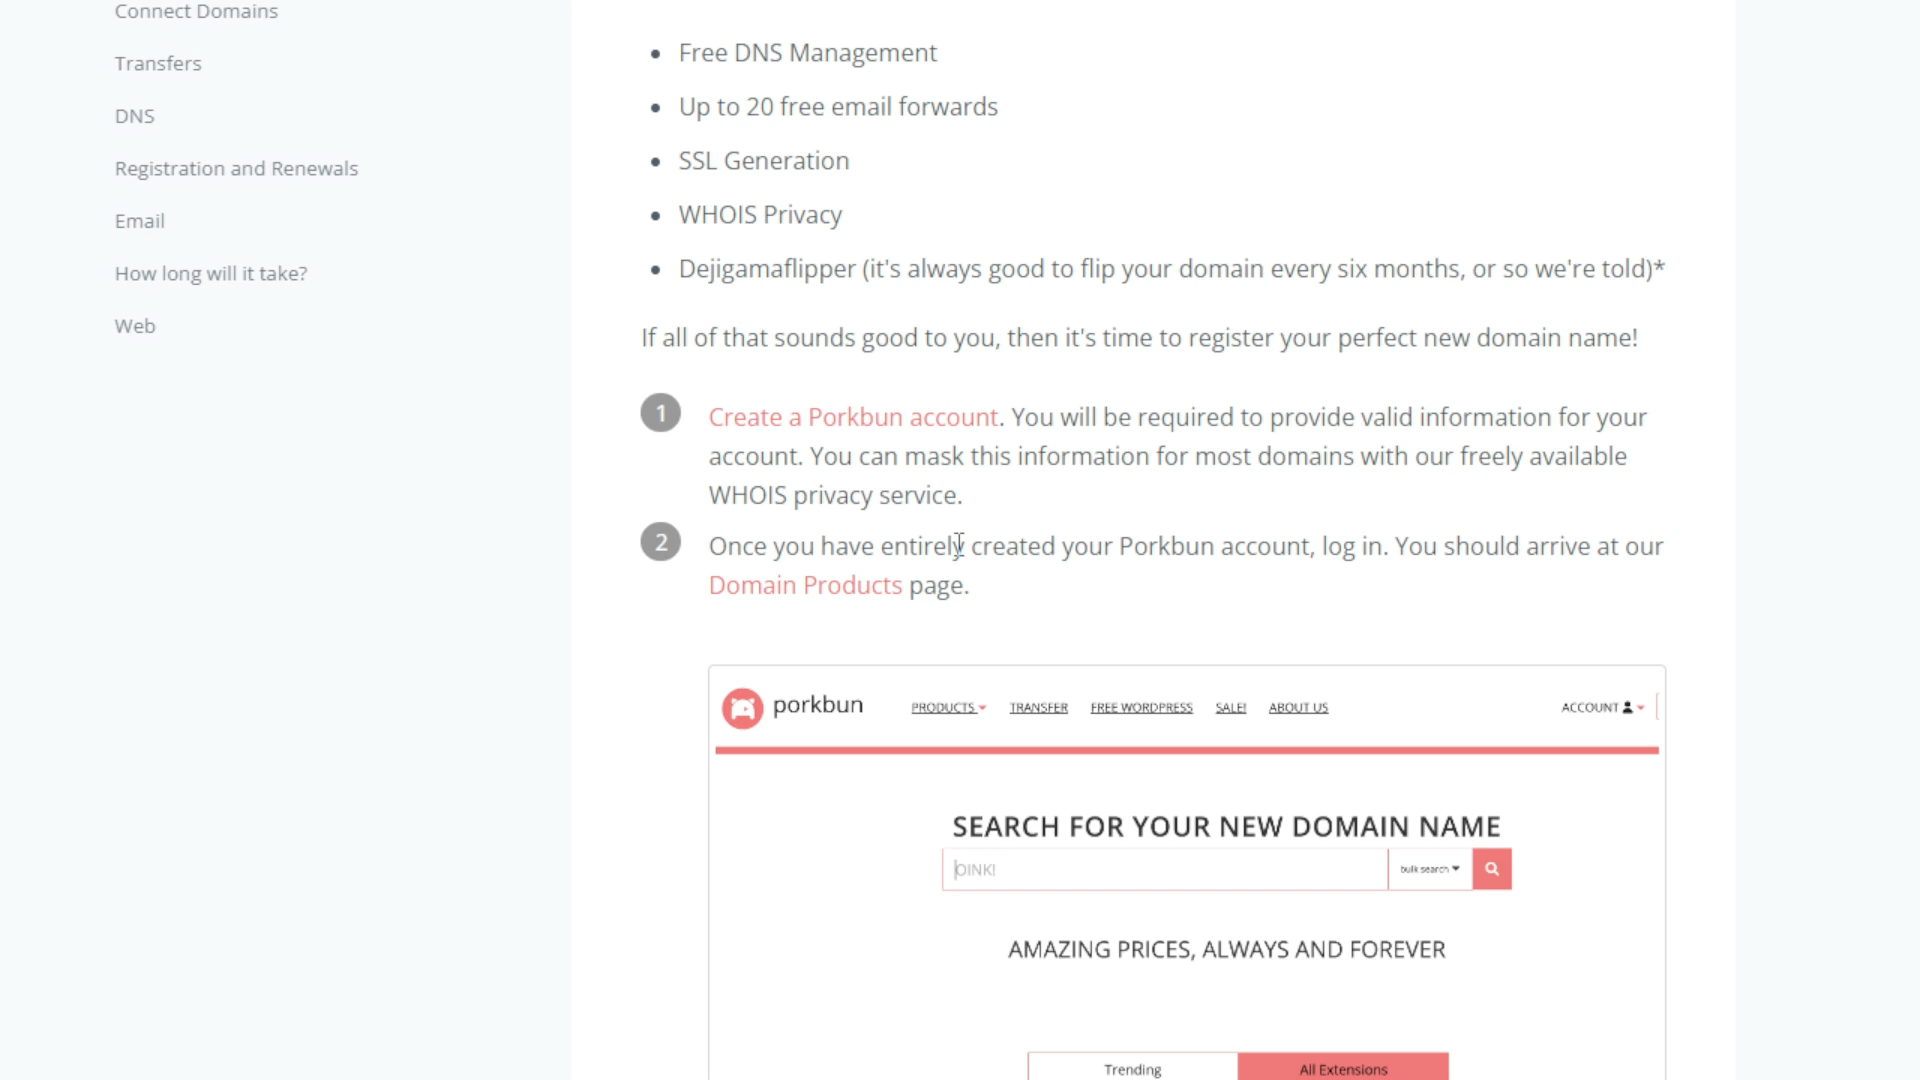 Connect Domains
Transfers
DNS
Registration and Renewals
Email
How long will it take?
Web
Free DNS Management
Up to 20 free email forwards
SSL Generation
WHOIS Privacy
Dejigamaflipper (it's always good to flip your domain every six months, or so we're told)*
If all of that sounds good to you, then it's time to register your perfect new domain name!
1 Create a Porkbun account. You will be required to provide valid information for your
account. You can mask this information for most domains with our freely available
WHOIS privacy service.
2 Once you have entirely created your Porkbun account, log in. You should arrive at our
Domain Products page.
porkbun PRODUCTS TRANSFER FREE WORDPRESS SALE! ABOUT US ACCOUNT
SEARCH FOR YOUR NEW DOMAIN NAME
OINK! bulk search
AMAZING PRICES, ALWAYS AND FOREVER
Trending All Extensions